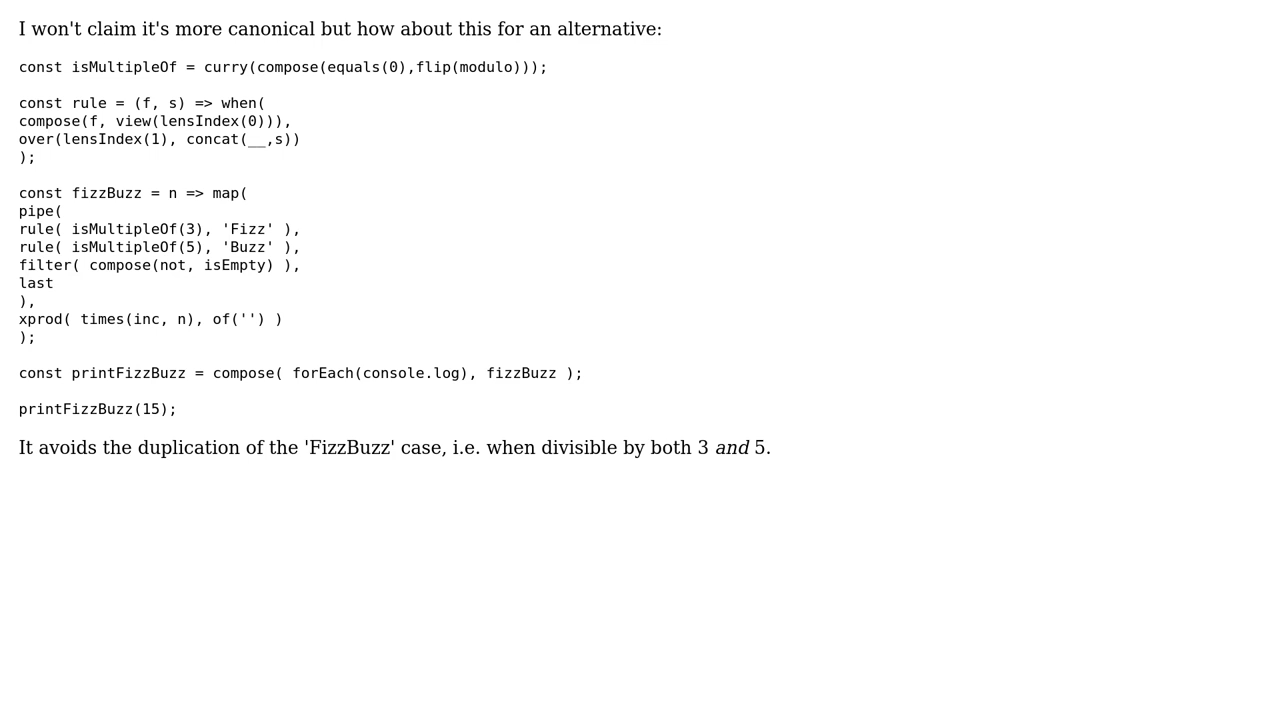 I won't claim it's more canonical but how about this for an alternative:
const isMultipleOf = curry(compose(equals(0),flip(modulo)));
const rule = (f, s) => when(
compose(f, view(lensIndex(0))),
over(lensIndex(1), concat(__,s))
);
const fizzBuzz = n => map(
pipe(
rule( isMultipleOf(3), 'Fizz' ),
rule( isMultipleOf(5), 'Buzz' ),
filter( compose(not, isEmpty) ),
last
),
xprod( times(inc, n), of('') )
);
const printFizzBuzz = compose( forEach(console.log), fizzBuzz );
printFizzBuzz(15);
It avoids the duplication of the 'FizzBuzz' case, i.e. when divisible by both 3 and 5.